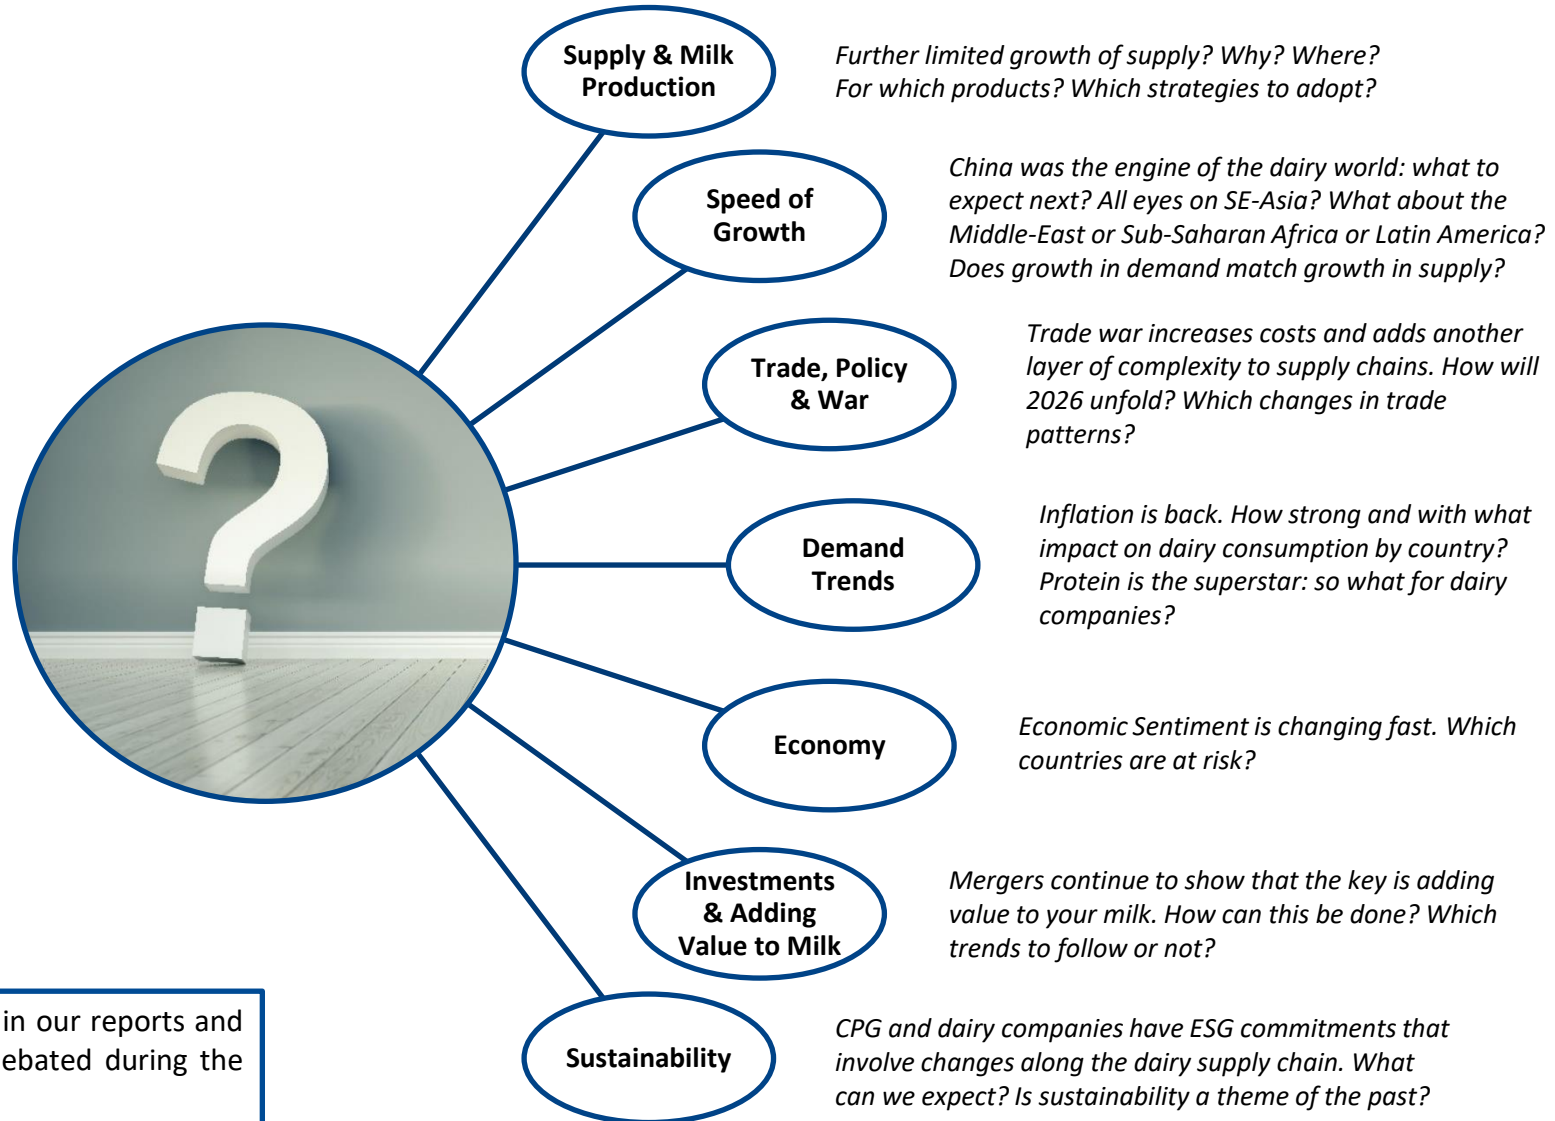 Supply & Milk
Production
Further limited growth of supply? Why? Where?
For which products? Which strategies to adopt?
Speed of
Growth
China was the engine of the dairy world: what to
expect next? All eyes on SE-Asia? What about the
Middle-East or Sub-Saharan Africa or Latin America?
Does growth in demand match growth in supply?
Trade, Policy
& War
Trade war increases costs and adds another
layer of complexity to supply chains. How will
2026 unfold? Which changes in trade
patterns?
Demand
Trends
Inflation is back. How strong and with what
impact on dairy consumption by country?
Protein is the superstar: so what for dairy
companies?
Economy
Economic Sentiment is changing fast. Which
countries are at risk?
Investments
& Adding
Value to Milk
Mergers continue to show that the key is adding
value to your milk. How can this be done? Which
trends to follow or not?
Sustainability
CPG and dairy companies have ESG commitments that
involve changes along the dairy supply chain. What
can we expect? Is sustainability a theme of the past?
in our reports and
ebated during the